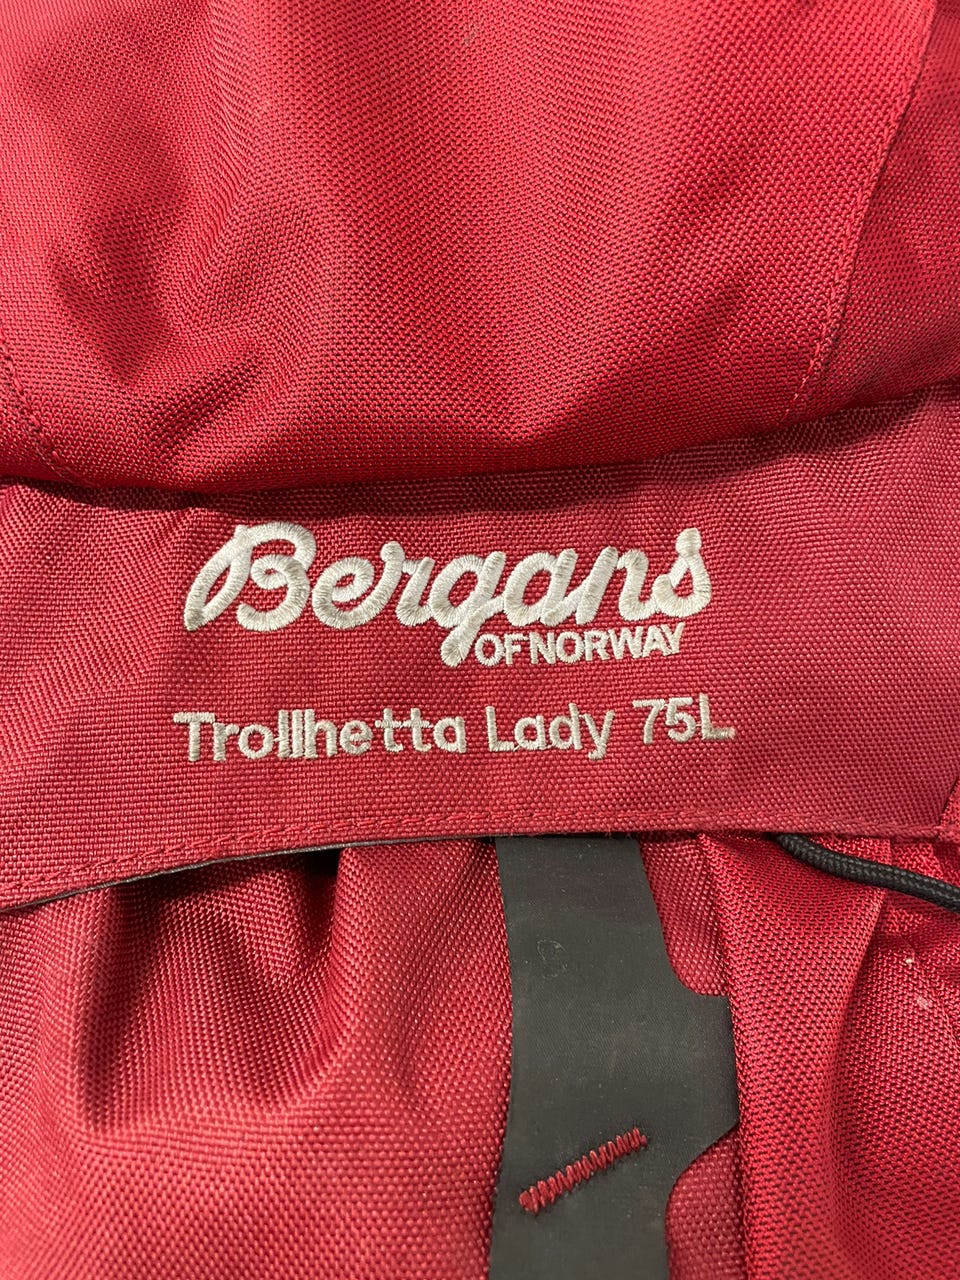 Bergans
OF NORWAY
Trollhetta Lady 75L